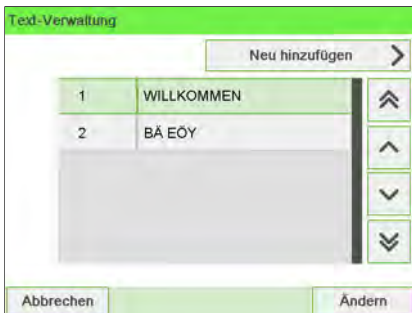 Text-Verwaltung
Neu hinzufügen
1 WILLKOMMEN
2 BÄ EÖY
Abbrechen Ändern